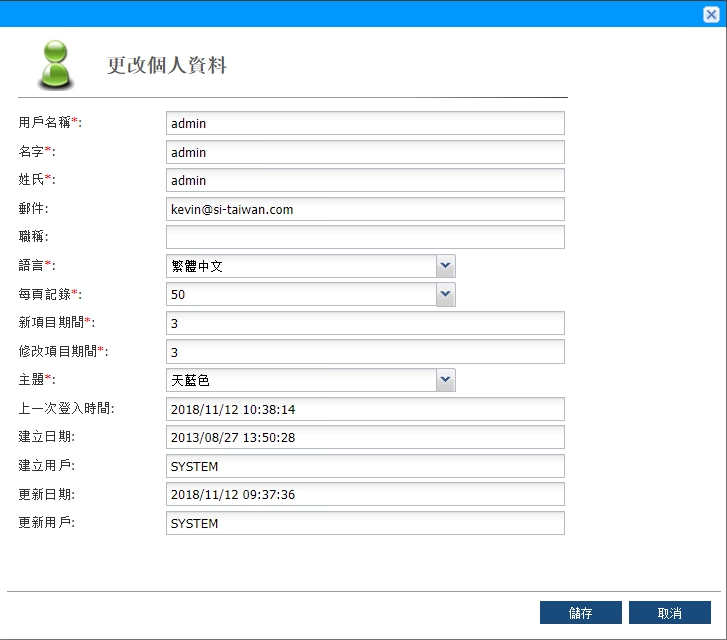 更改個人資料
用戶名稱*: admin
名字*: admin
姓氏*: admin
郵件: kevin@si-taiwan.com
職稱:
語言*: 繁體中文
每頁記錄*: 50
新項目期間*: 3
修改項目期間*: 3
主題*: 天藍色
上一次登入時間: 2018/11/12 10:38:14
建立日期: 2013/08/27 13:50:28
建立用戶: SYSTEM
更新日期: 2018/11/12 09:37:36
更新用戶: SYSTEM
儲存 取消